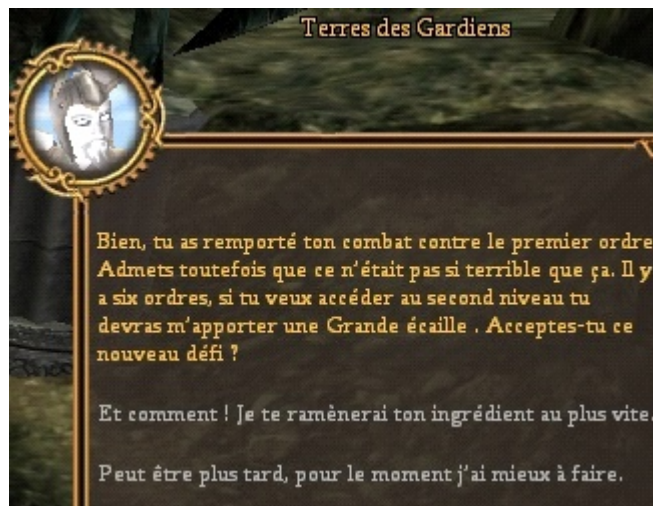 Terres des Gardiens
Bien, tu as remporté ton combat contre le premier ordre
Admets toutefois que ce n'était pas si terrible que ça. Il y
a six ordres, si tu veux accéder au second niveau tu
devras m'apporter une Grande écaille . Acceptes-tu ce
nouveau défi ?
Et comment ! Je te ramènerai ton ingrédient au plus vite.
Peut être plus tard, pour le moment j'ai mieux à faire.